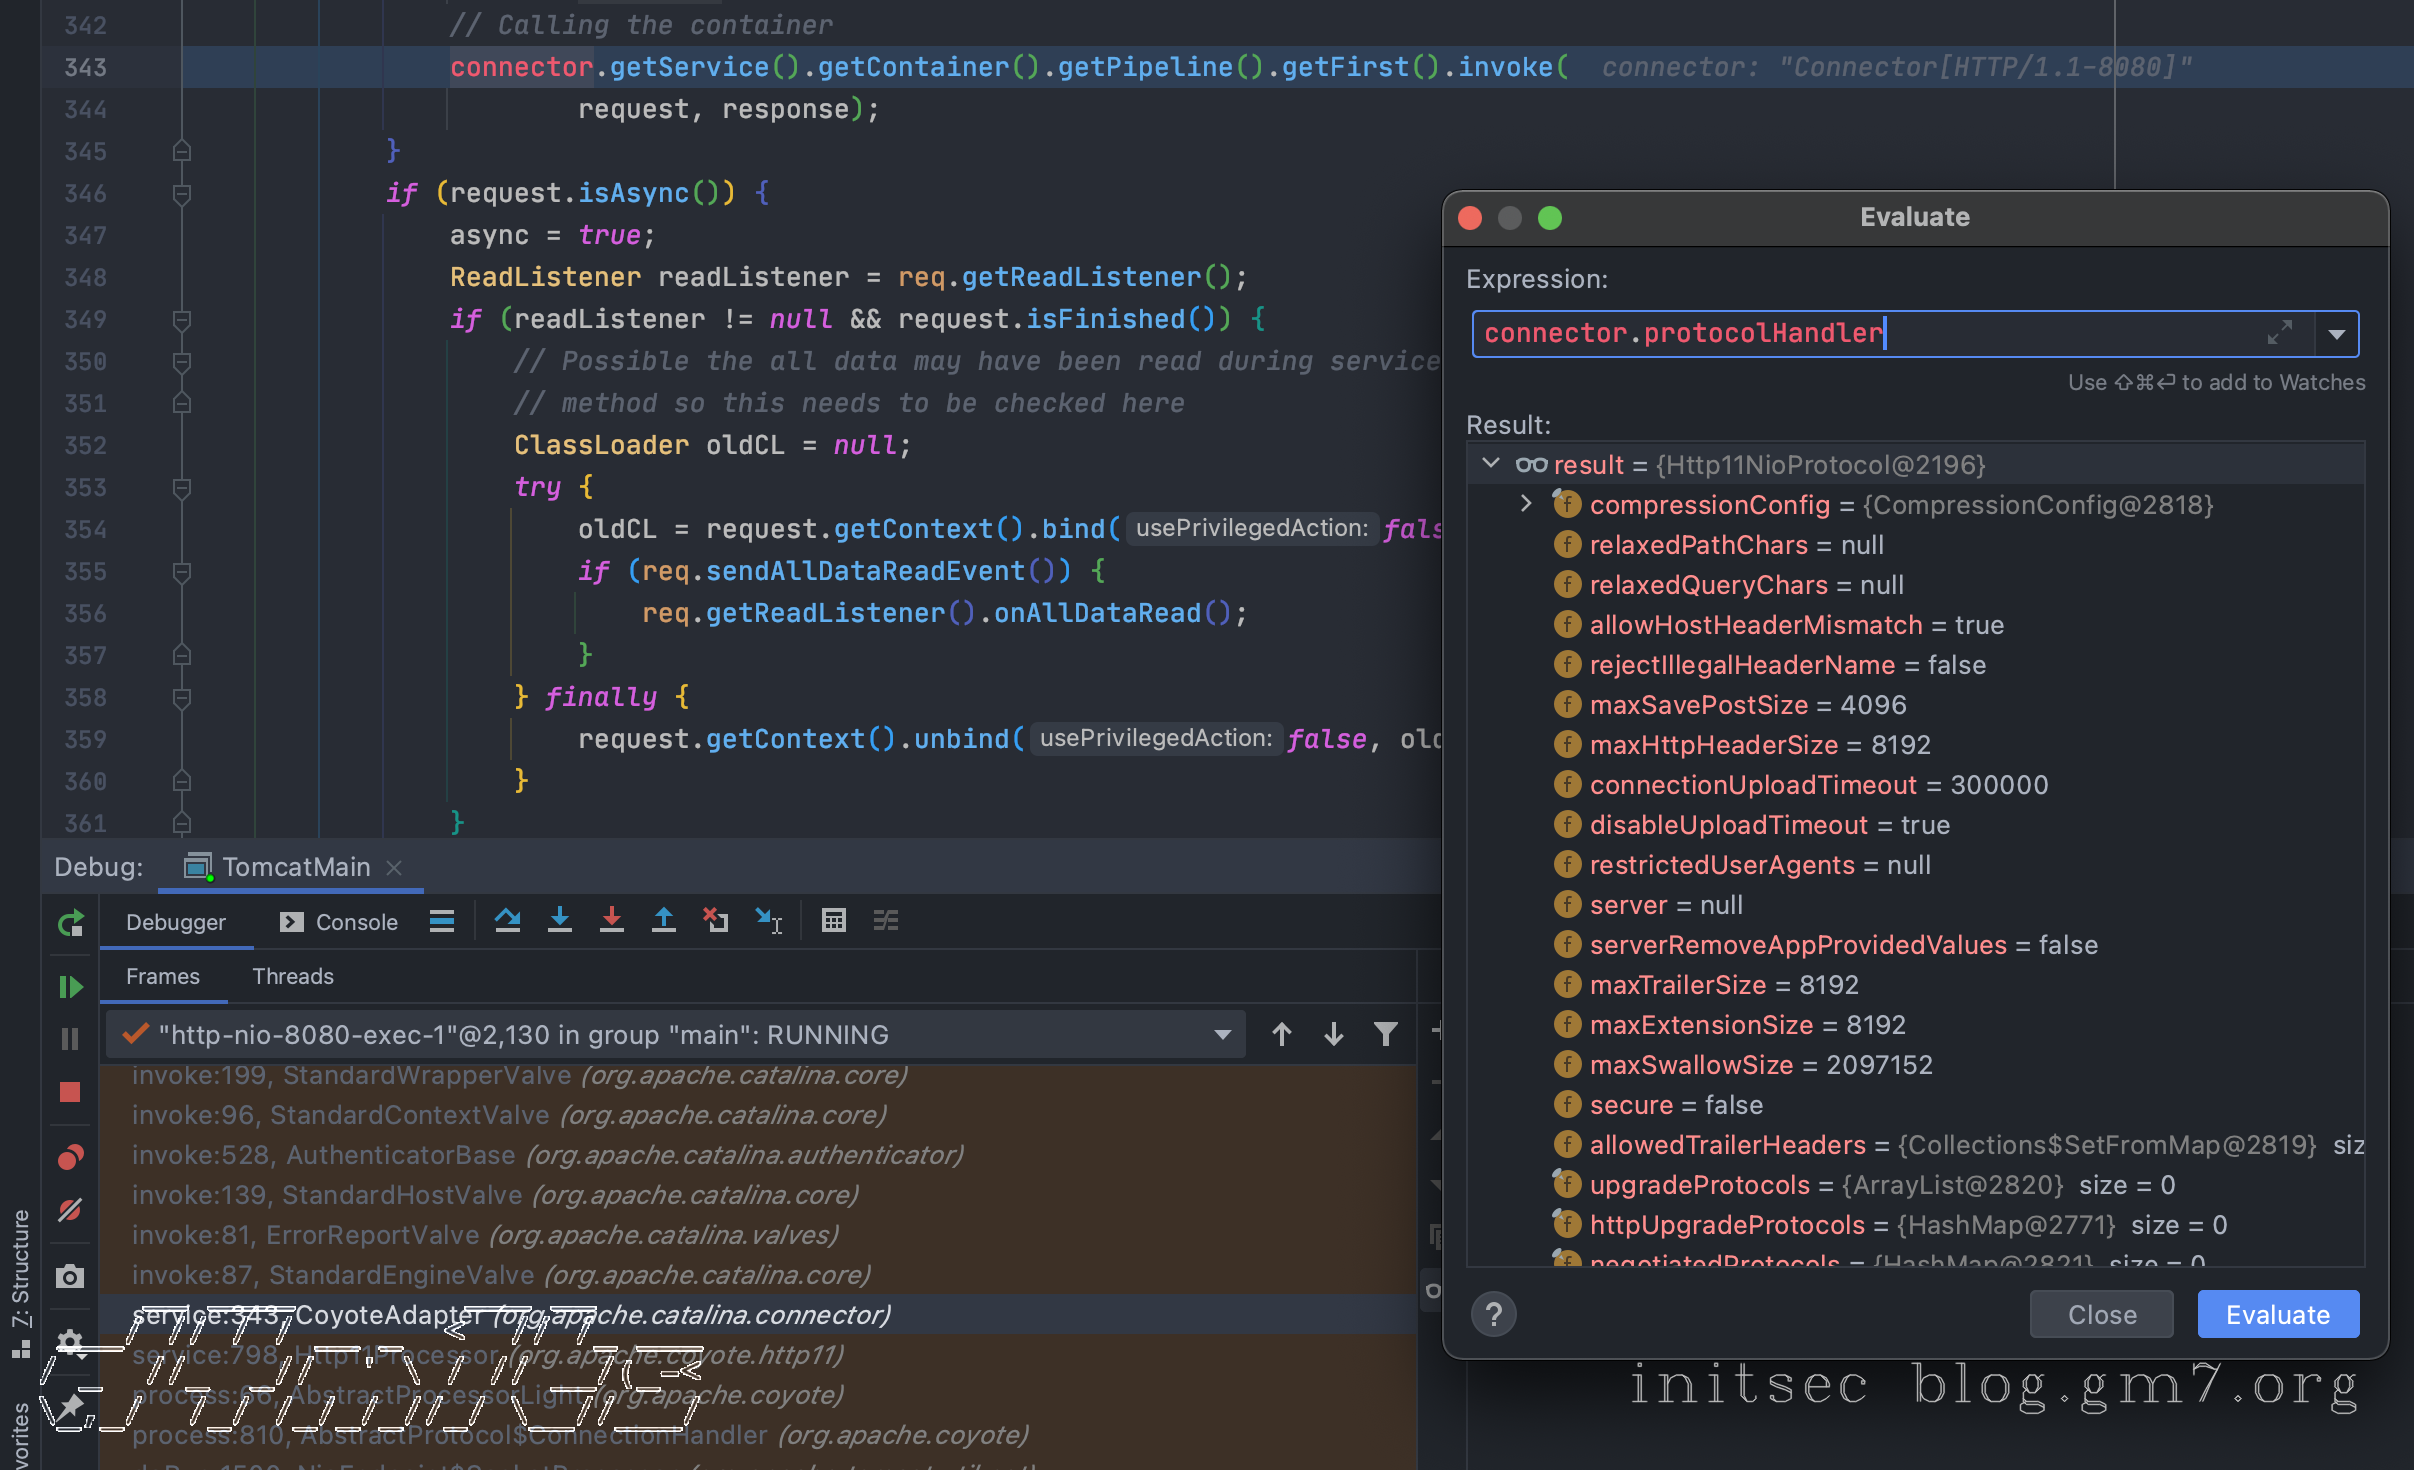 342 // Calling the container
343 connector.getService().getContainer().getPipeline().getFirst().invoke( connector: "Connector[HTTP/1.1-8080]"
344 request, response);
345 }
346 if (request.isAsync()) {
347 async = true;
348 ReadListener readListener = req.getReadListener();
349 if (readListener != null && request.isFinished()) {
350 // Possible the all data may have been read during service
351 // method so this needs to be checked here
352 ClassLoader oldCL = null;
353 try {
354 oldCL = request.getContext().bind( usePrivilegedAction: fals
355 if (req.sendAllDataReadEvent()) {
356 req.getReadListener().onAllDataRead();
357 }
358 } finally {
359 request.getContext().unbind( usePrivilegedAction: false, old
360 }
361 }
Debug: TomcatMain
Debugger Console
Frames Threads
"http-nio-8080-exec-1"@2,130 in group "main": RUNNING
invoke:199, StandardWrapperValve (org.apache.catalina.core)
invoke:96, StandardContextValve (org.apache.catalina.core)
invoke:528, AuthenticatorBase (org.apache.catalina.authenticator)
invoke:139, StandardHostValve (org.apache.catalina.core)
invoke:81, ErrorReportValve (org.apache.catalina.valves)
invoke:87, StandardEngineValve (org.apache.catalina.core)
service:343, CoyoteAdapter (org.apache.catalina.connector)
service:798, Http11Processor (org.apache.coyote.http11)
process:66, AbstractProcessorLight (org.apache.coyote)
process:810, AbstractProtocol$ConnectionHandler (org.apache.coyote)
7: Structure
Evaluate
Expression:
connector.protocolHandler
Use ⇧⌘⏎ to add to Watches
Result:
result = {Http11NioProtocol@2196}
compressionConfig = {CompressionConfig@2818}
relaxedPathChars = null
relaxedQueryChars = null
allowHostHeaderMismatch = true
rejectIllegalHeaderName = false
maxSavePostSize = 4096
maxHttpHeaderSize = 8192
connectionUploadTimeout = 300000
disableUploadTimeout = true
restrictedUserAgents = null
server = null
serverRemoveAppProvidedValues = false
maxTrailerSize = 8192
maxExtensionSize = 8192
maxSwallowSize = 2097152
secure = false
allowedTrailerHeaders = {Collections$SetFromMap@2819} siz
upgradeProtocols = {ArrayList@2820} size = 0
httpUpgradeProtocols = {HashMap@2771} size = 0
negotiatedProtocols = {HashMap@2821} size = 0
? Close Evaluate
initsec blog.gm7.org